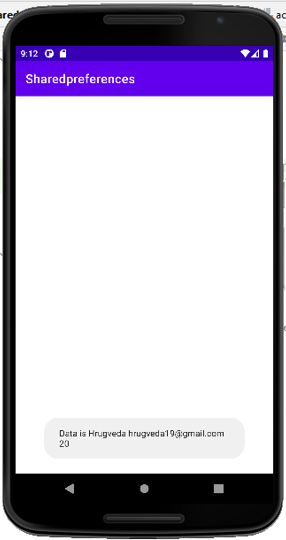 9:12
Sharedpreferences
Data is Hrugveda hrugveda19@gmail.com
20